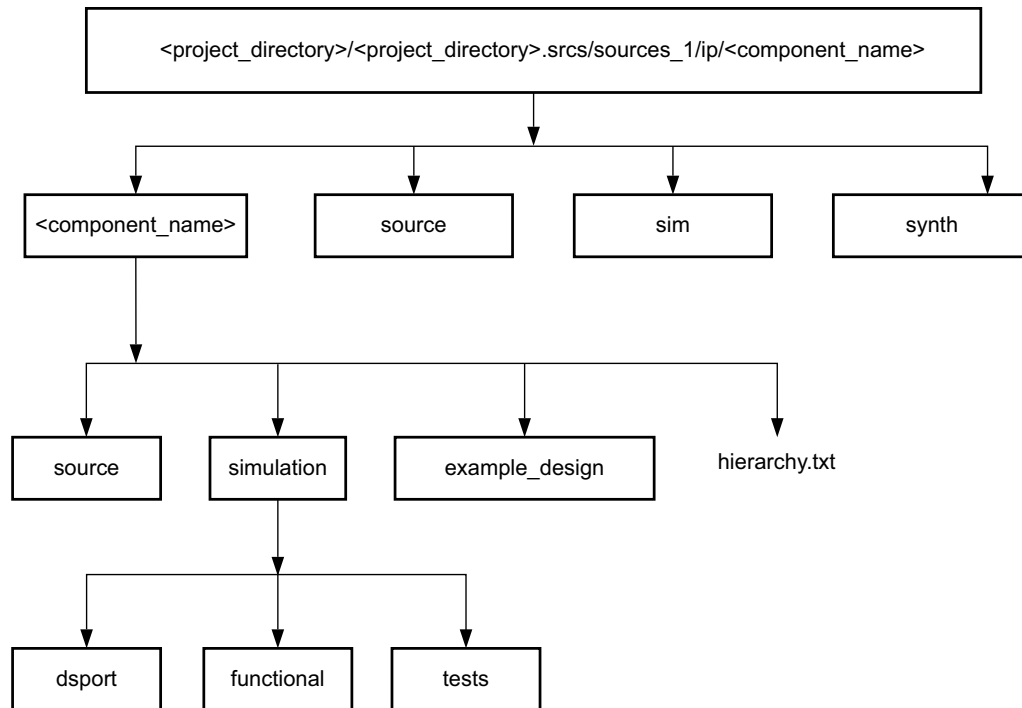 <project_directory>/<project_directory>.srcs/sources_1/ip/<component_name>
<component_name>
source
sim
synth
source
simulation
example_design
hierarchy.txt
dsport
functional
tests